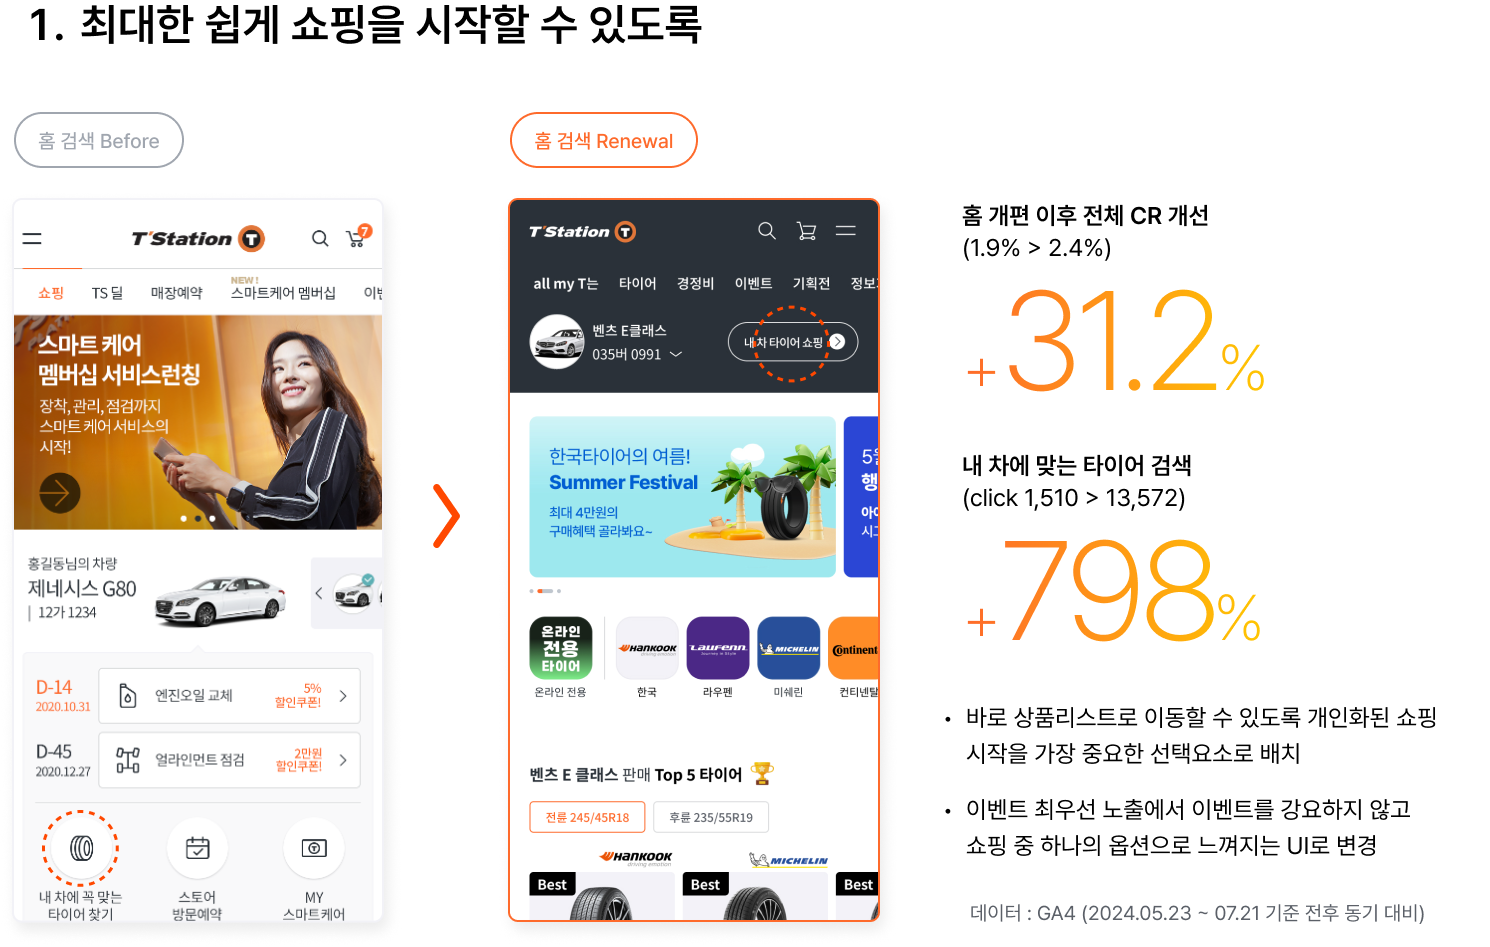 1. 최대한 쉽게 쇼핑을 시작할 수 있도록
홈 검색 Before
T'Station T
7
쇼핑 TS 딜 매장예약 NEW! 스마트케어 멤버십
스마트 케어
멤버십 서비스런칭
장착, 관리, 점검까지
스마트 케어 서비스의
시작!
홍길동님의 차량
제네시스 G80
| 12가 1234
D-14
2020.10.31
엔진오일 교체
5%
할인쿠폰!
D-45
2020.12.27
얼라인먼트 점검
2만원
할인쿠폰!
내 차에 꼭 맞는
타이어 찾기
스토어
방문예약
MY
스마트케어
홈 검색 Renewal
T'Station T
all my T는 타이어 경정비 이벤트 기획전 정보
벤츠 E클래스
035버 0991
내 차 타이어 쇼핑
한국타이어의 여름!
Summer Festival
최대 4만원의
구매혜택 골라봐요~
5월
행
아이
시그
온라인
전용
타이어
HANKOOK
driving emotion
Laufenn
Journey in Style
MICHELIN
Continental
온라인 전용 한국 라우펜 미쉐린 컨티넨탈
벤츠 E 클래스 판매 Top 5 타이어
전륜 245/45R18 후륜 235/55R19
HANKOOK
driving emotion
MICHELIN
Best
Best
Best
홈 개편 이후 전체 CR 개선
(1.9% > 2.4%)
+31.2%
내 차에 맞는 타이어 검색
(click 1,510 > 13,572)
+798%
• 바로 상품리스트로 이동할 수 있도록 개인화된 쇼핑
시작을 가장 중요한 선택요소로 배치
• 이벤트 최우선 노출에서 이벤트를 강요하지 않고
쇼핑 중 하나의 옵션으로 느껴지는 UI로 변경
데이터 : GA4 (2024.05.23 ~ 07.21 기준 전후 동기 대비)